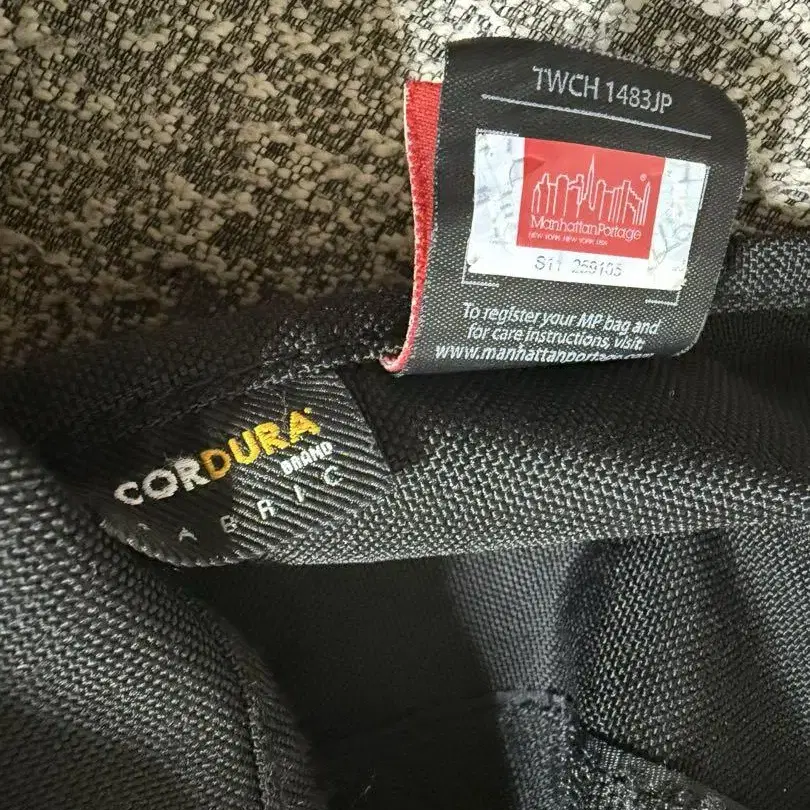 TWCH 1483JP
ManhattanPortage
NEW YORK, NEW YORK, USA
S11 259105
To register your MP bag and
for care instructions, visit:
www.manhattanportage.com
CORDURA®
BRAND
FABRIC